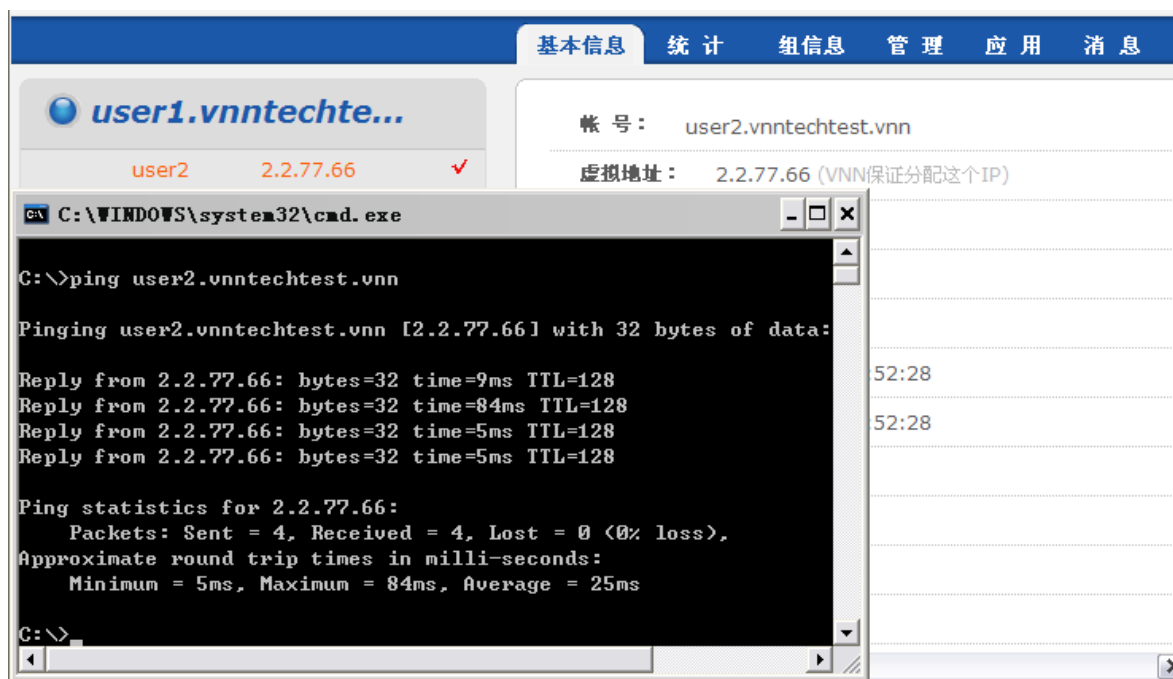 基本信息 统 计 组信息 管 理 应 用 消 息
user1.vnntechte...
user2 2.2.77.66
帐 号： user2.vnntechtest.vnn
虚拟地址： 2.2.77.66 (VNN保证分配这个IP)
C:\WINDOWS\system32\cmd.exe
C:\>ping user2.vnntechtest.vnn
Pinging user2.vnntechtest.vnn [2.2.77.66] with 32 bytes of data:
Reply from 2.2.77.66: bytes=32 time=9ms TTL=128
Reply from 2.2.77.66: bytes=32 time=84ms TTL=128
Reply from 2.2.77.66: bytes=32 time=5ms TTL=128
Reply from 2.2.77.66: bytes=32 time=5ms TTL=128
Ping statistics for 2.2.77.66:
Packets: Sent = 4, Received = 4, Lost = 0 (0% loss),
Approximate round trip times in milli-seconds:
Minimum = 5ms, Maximum = 84ms, Average = 25ms
C:\>_
:52:28
:52:28